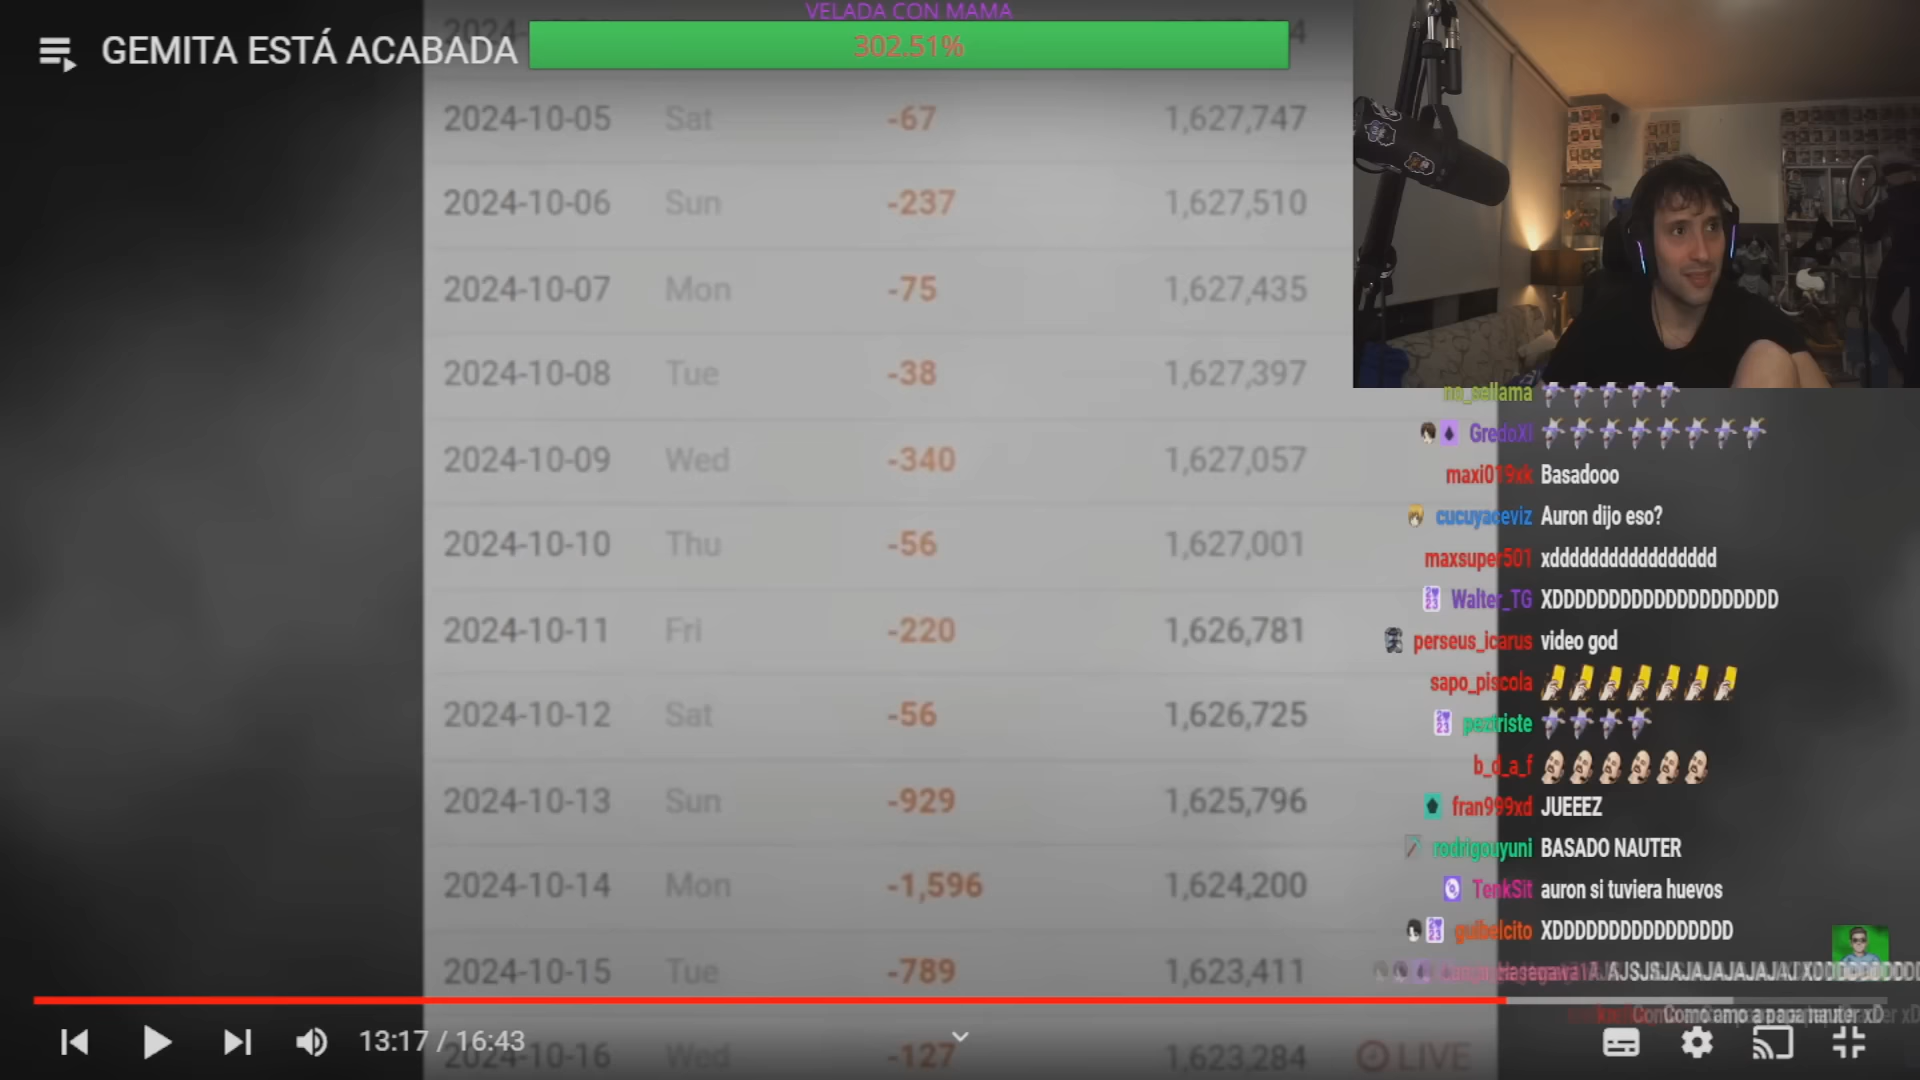 VELADA CON MAMA
GEMITA ESTÁ ACABADA
302.51%
2024-10-05 Sat -67 1,627,747
2024-10-06 Sun -237 1,627,510
2024-10-07 Mon -75 1,627,435
2024-10-08 Tue -38 1,627,397
2024-10-09 Wed -340 1,627,057
2024-10-10 Thu -56 1,627,001
2024-10-11 Fri -220 1,626,781
2024-10-12 Sat -56 1,626,725
2024-10-13 Sun -929 1,625,796
2024-10-14 Mon -1,596 1,624,200
2024-10-15 Tue -789 1,623,411
2024-10-16 Wed -127 1,623,284 LIVE
13:17 / 16:43
no_sellama
GredoXI
maxi019xk Basadooo
cucuyaceviz Auron dijo eso?
maxsuper501 xddddddddddddddddd
Walter_TG XDDDDDDDDDDDDDDDDDDDD
perseus_icarus video god
sapo_piscola
peztriste
b_d_a_f
fran999xd JUEEEZ
rodrigouyuni BASADO NAUTER
TenkSit auron si tuviera huevos
guibelcito XDDDDDDDDDDDDDDDD
Como amo a papa nauter xD